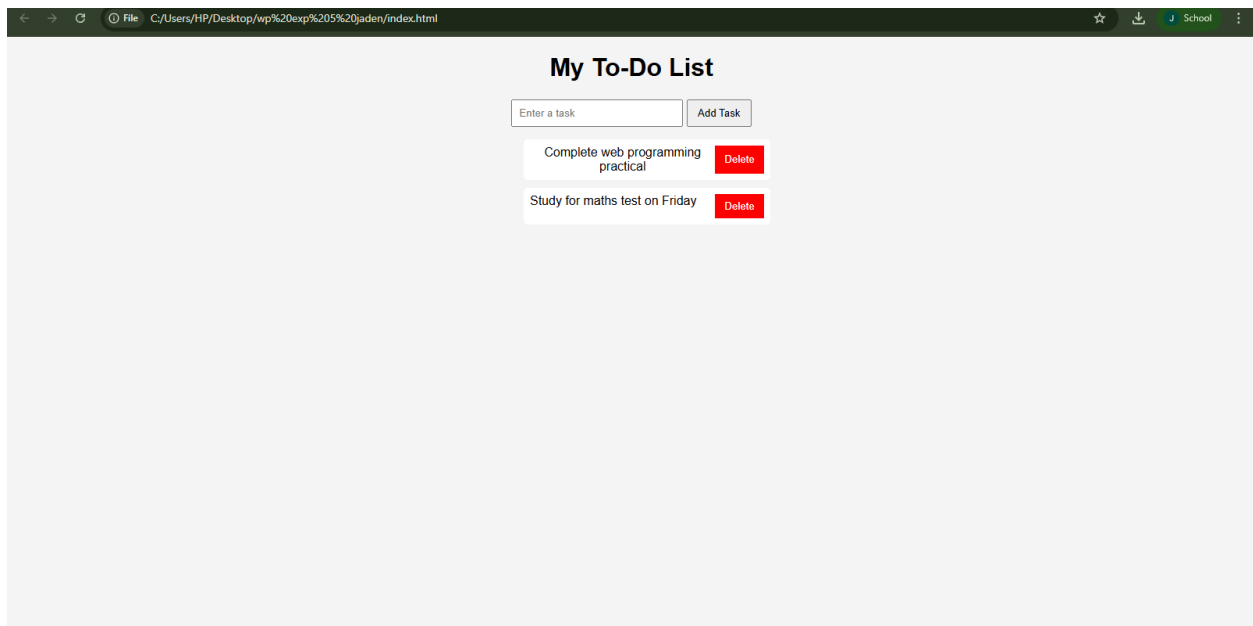 File C:/Users/HP/Desktop/wp%20exp%205%20jaden/index.html
J School
My To-Do List
Enter a task Add Task
Complete web programming
practical
Delete
Study for maths test on Friday Delete